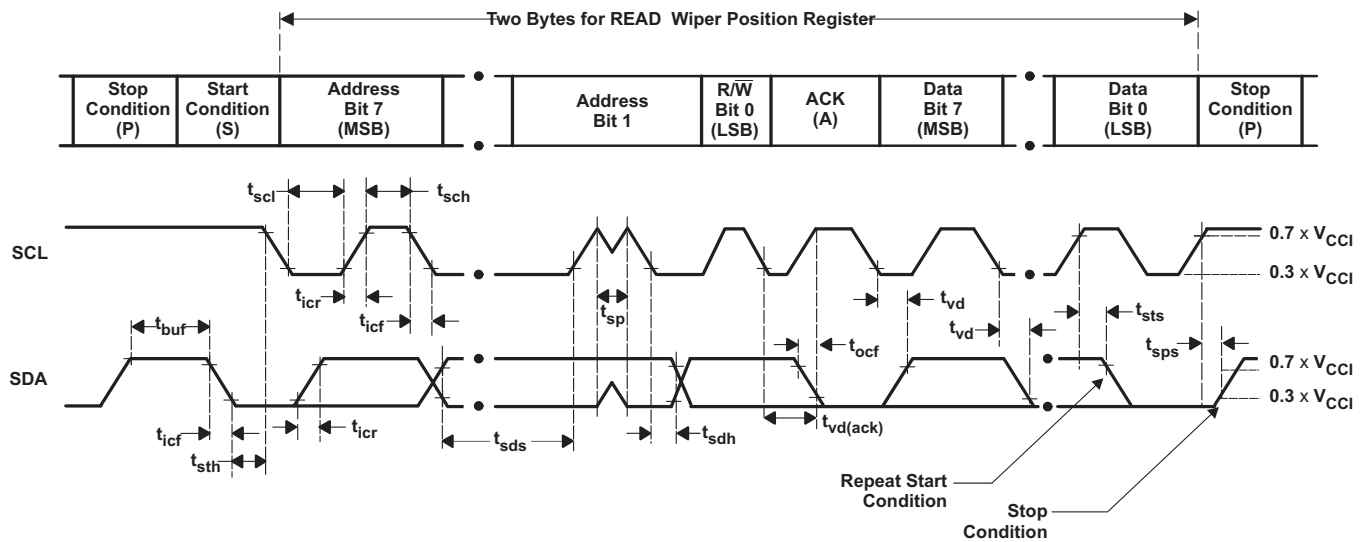 Two Bytes for READ Wiper Position Register
Stop
Condition
(P)
Start
Condition
(S)
Address
Bit 7
(MSB)
Address
Bit 1
R/W̅
Bit 0
(LSB)
ACK
(A)
Data
Bit 7
(MSB)
Data
Bit 0
(LSB)
Stop
Condition
(P)
tscl
tsch
SCL
0.7 x VCCI
0.3 x VCCI
ticr
ticf
tsp
tvd
tvd
tsts
tbuf
tocf
tsps
SDA
0.7 x VCCI
0.3 x VCCI
ticf
ticr
tsth
tsds
tsdh
tvd(ack)
Repeat Start
Condition
Stop
Condition